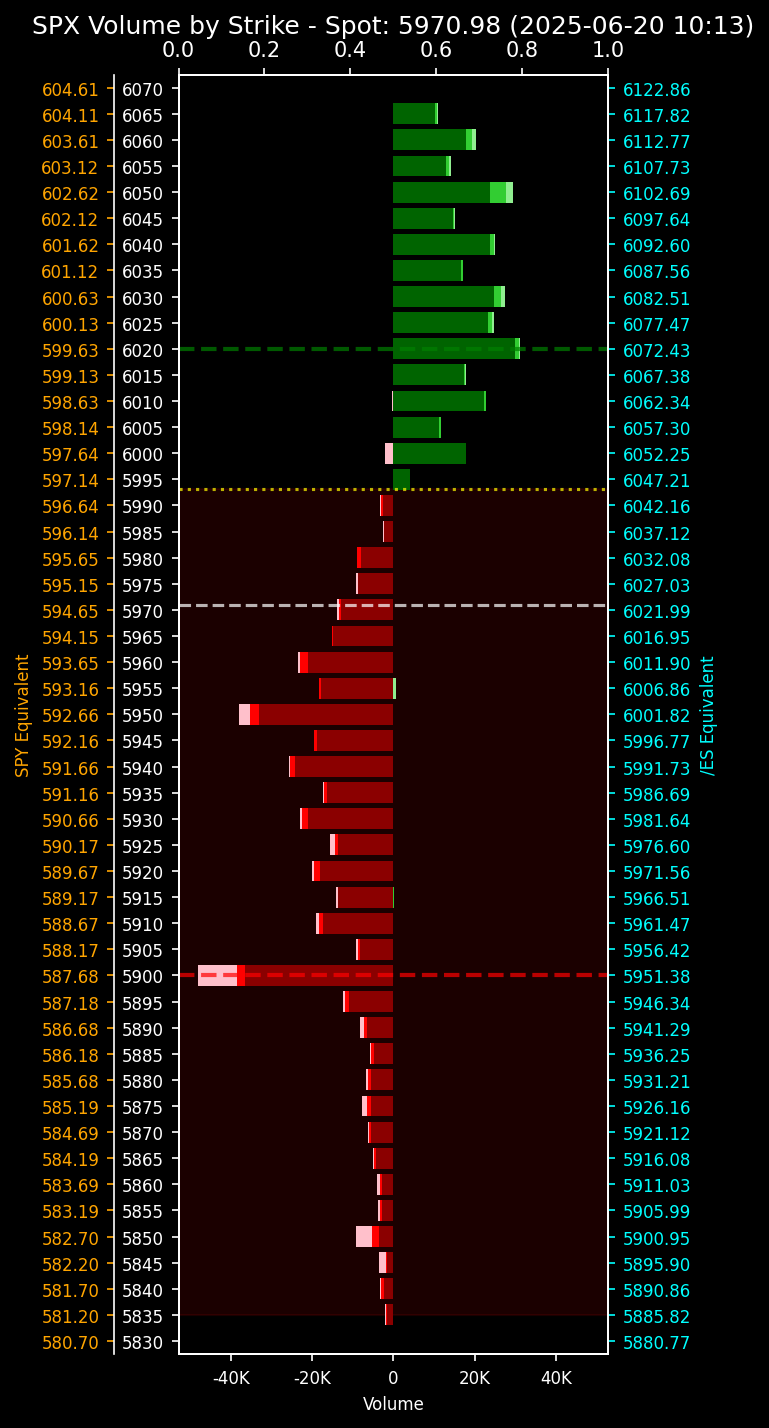 SPX Volume by Strike - Spot: 5970.98 (2025-06-20 10:13)
0.0 0.2 0.4 0.6 0.8 1.0
604.61 6070 6122.86
604.11 6065 6117.82
603.61 6060 6112.77
603.12 6055 6107.73
602.62 6050 6102.69
602.12 6045 6097.64
601.62 6040 6092.60
601.12 6035 6087.56
600.63 6030 6082.51
600.13 6025 6077.47
599.63 6020 6072.43
599.13 6015 6067.38
598.63 6010 6062.34
598.14 6005 6057.30
597.64 6000 6052.25
597.14 5995 6047.21
596.64 5990 6042.16
596.14 5985 6037.12
595.65 5980 6032.08
595.15 5975 6027.03
594.65 5970 6021.99
594.15 5965 6016.95
593.65 5960 6011.90
593.16 5955 6006.86
592.66 5950 6001.82
592.16 5945 5996.77
591.66 5940 5991.73
591.16 5935 5986.69
590.66 5930 5981.64
590.17 5925 5976.60
589.67 5920 5971.56
589.17 5915 5966.51
588.67 5910 5961.47
588.17 5905 5956.42
587.68 5900 5951.38
587.18 5895 5946.34
586.68 5890 5941.29
586.18 5885 5936.25
585.68 5880 5931.21
585.19 5875 5926.16
584.69 5870 5921.12
584.19 5865 5916.08
583.69 5860 5911.03
583.19 5855 5905.99
582.70 5850 5900.95
582.20 5845 5895.90
581.70 5840 5890.86
581.20 5835 5885.82
580.70 5830 5880.77
SPY Equivalent
/ES Equivalent
-40K -20K 0 20K 40K
Volume